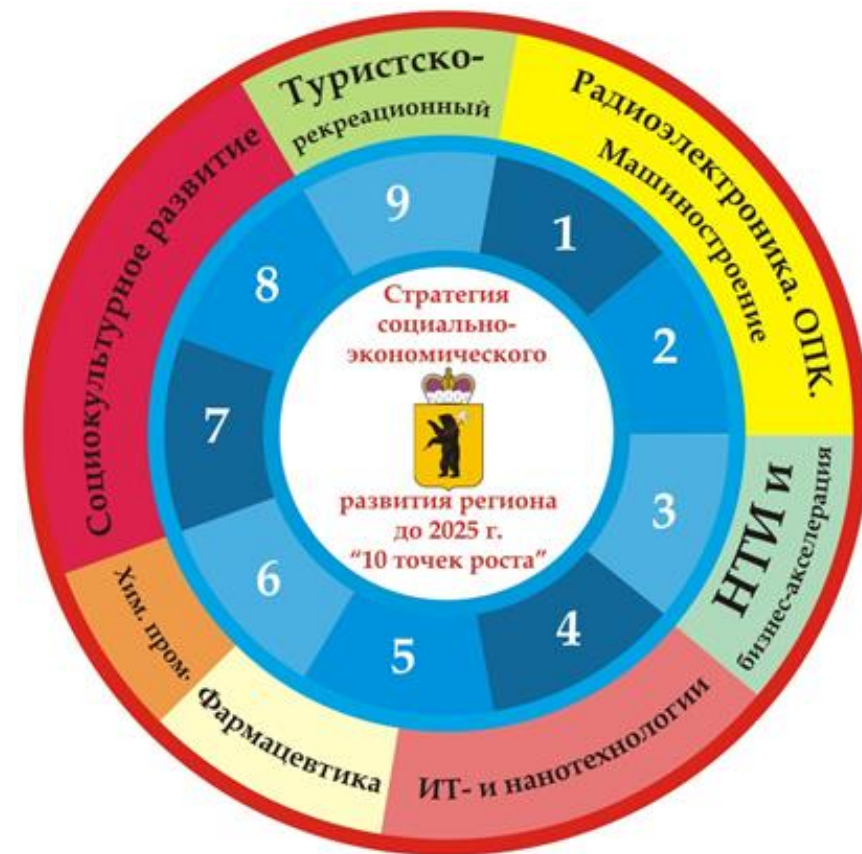 Туристско-
рекреационный
Радиоэлектроника. ОПК.
Машиностроение
НТИ и
бизнес-акселерация
ИТ- и нанотехнологии
Фармацевтика
Хим. пром.
Социокультурное развитие
1
2
3
4
5
6
7
8
9
Стратегия
социально-
экономического
развития региона
до 2025 г.
“10 точек роста”